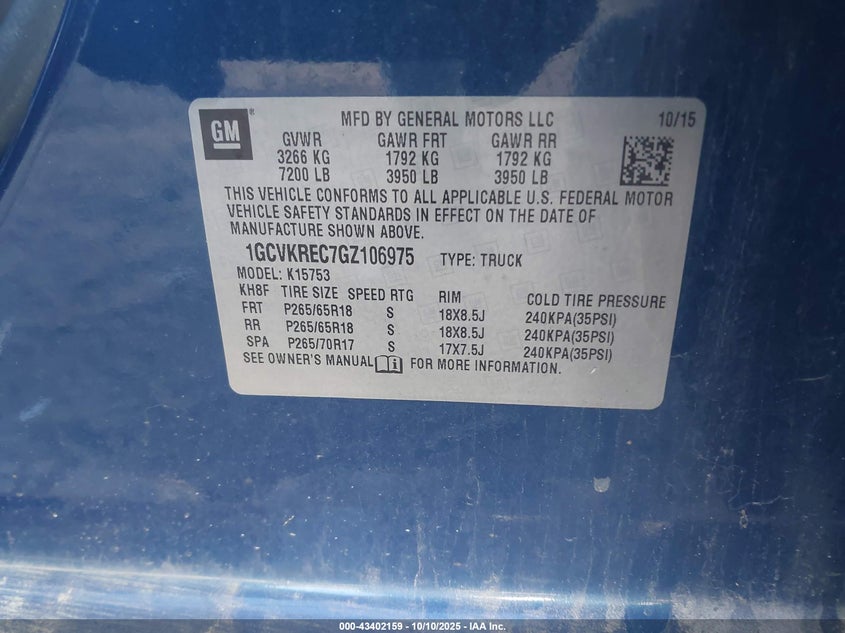 GM ®
MFD BY GENERAL MOTORS LLC 10/15
GVWR GAWR FRT GAWR RR
3266 KG 1792 KG 1792 KG
7200 LB 3950 LB 3950 LB
THIS VEHICLE CONFORMS TO ALL APPLICABLE U.S. FEDERAL MOTOR
VEHICLE SAFETY STANDARDS IN EFFECT ON THE DATE OF
MANUFACTURE SHOWN ABOVE.
1GCVKREC7GZ106975 TYPE: TRUCK
MODEL: K15753
KH8F TIRE SIZE SPEED RTG RIM COLD TIRE PRESSURE
FRT P265/65R18 S 18X8.5J 240KPA(35PSI)
RR P265/65R18 S 18X8.5J 240KPA(35PSI)
SPA P265/70R17 S 17X7.5J 240KPA(35PSI)
SEE OWNER'S MANUAL FOR MORE INFORMATION.
000-43402159 - 10/10/2025 - IAA Inc.